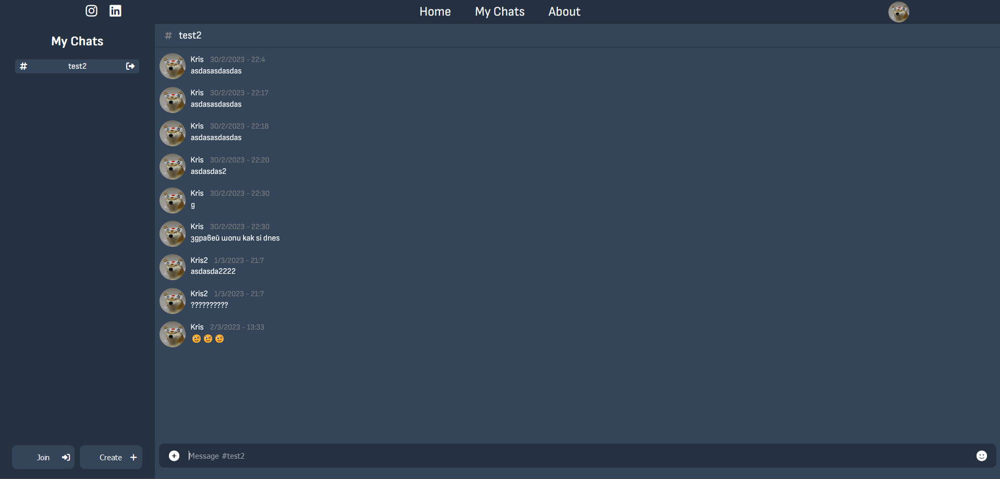 Home My Chats About
My Chats
# test2
# test2
Kris 30/2/2023 - 22:4
asdasasdasdas
Kris 30/2/2023 - 22:17
asdasasdasdas
Kris 30/2/2023 - 22:18
asdasasdasdas
Kris 30/2/2023 - 22:20
asdasdas2
Kris 30/2/2023 - 22:30
g
Kris 30/2/2023 - 22:30
здравей шопи kak si dnes
Kris2 1/3/2023 - 21:7
asdasda2222
Kris2 1/3/2023 - 21:7
??????????
Kris 2/3/2023 - 13:33
😊 😊 😊
Join Create +
Message #test2